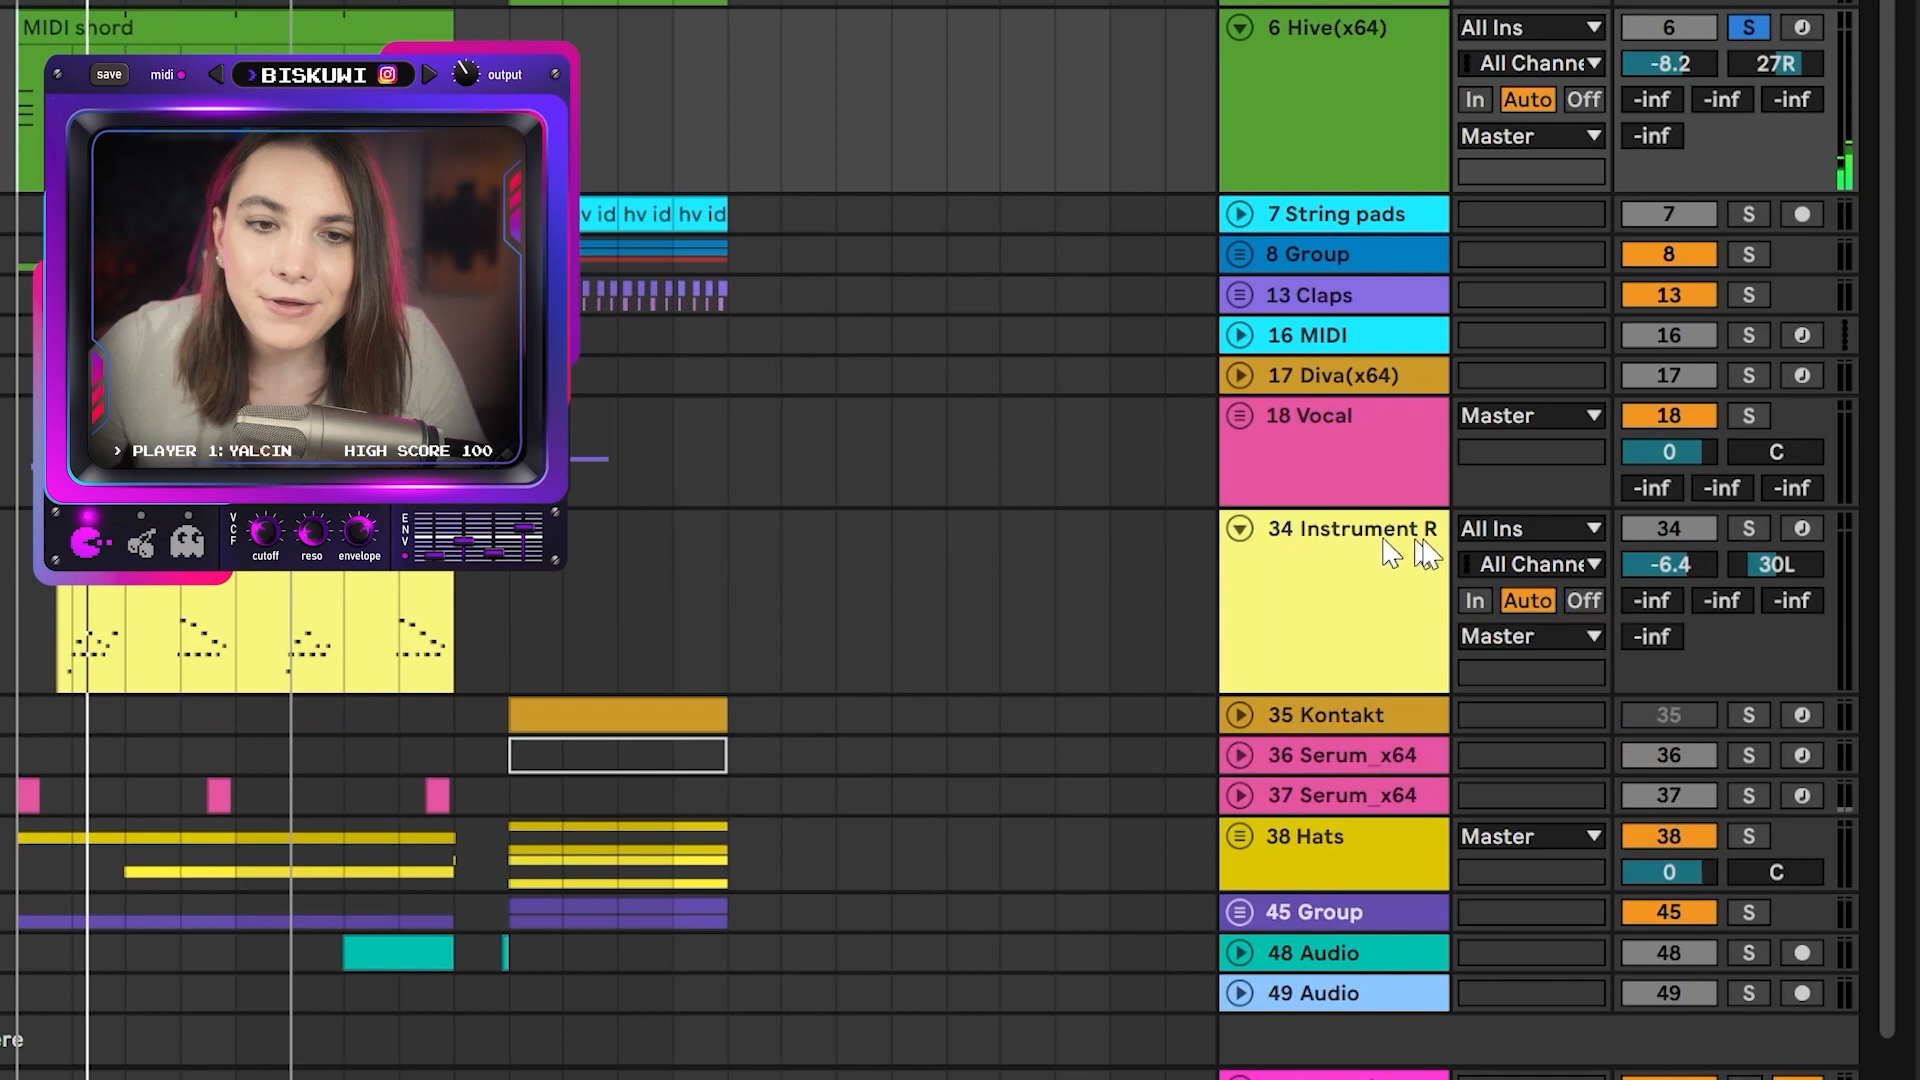 MIDI shord
save
midi
BISKUWI
output
PLAYER 1: YALCIN
HIGH SCORE 100
VCF
cutoff
reso
envelope
ENV
v id
hv id
hv id
ere
6 Hive(x64)
All Ins
6
S
All Channe
-8.2
27R
In
Auto
Off
-inf
-inf
-inf
Master
-inf
7 String pads
7
S
8 Group
8
S
13 Claps
13
S
16 MIDI
16
S
17 Diva(x64)
17
S
18 Vocal
Master
18
S
0
C
-inf
-inf
-inf
34 Instrument R
All Ins
34
S
All Channe
-6.4
30L
In
Auto
Off
-inf
-inf
-inf
Master
-inf
35 Kontakt
35
S
36 Serum_x64
36
S
37 Serum_x64
37
S
38 Hats
Master
38
S
0
C
45 Group
45
S
48 Audio
48
S
49 Audio
49
S